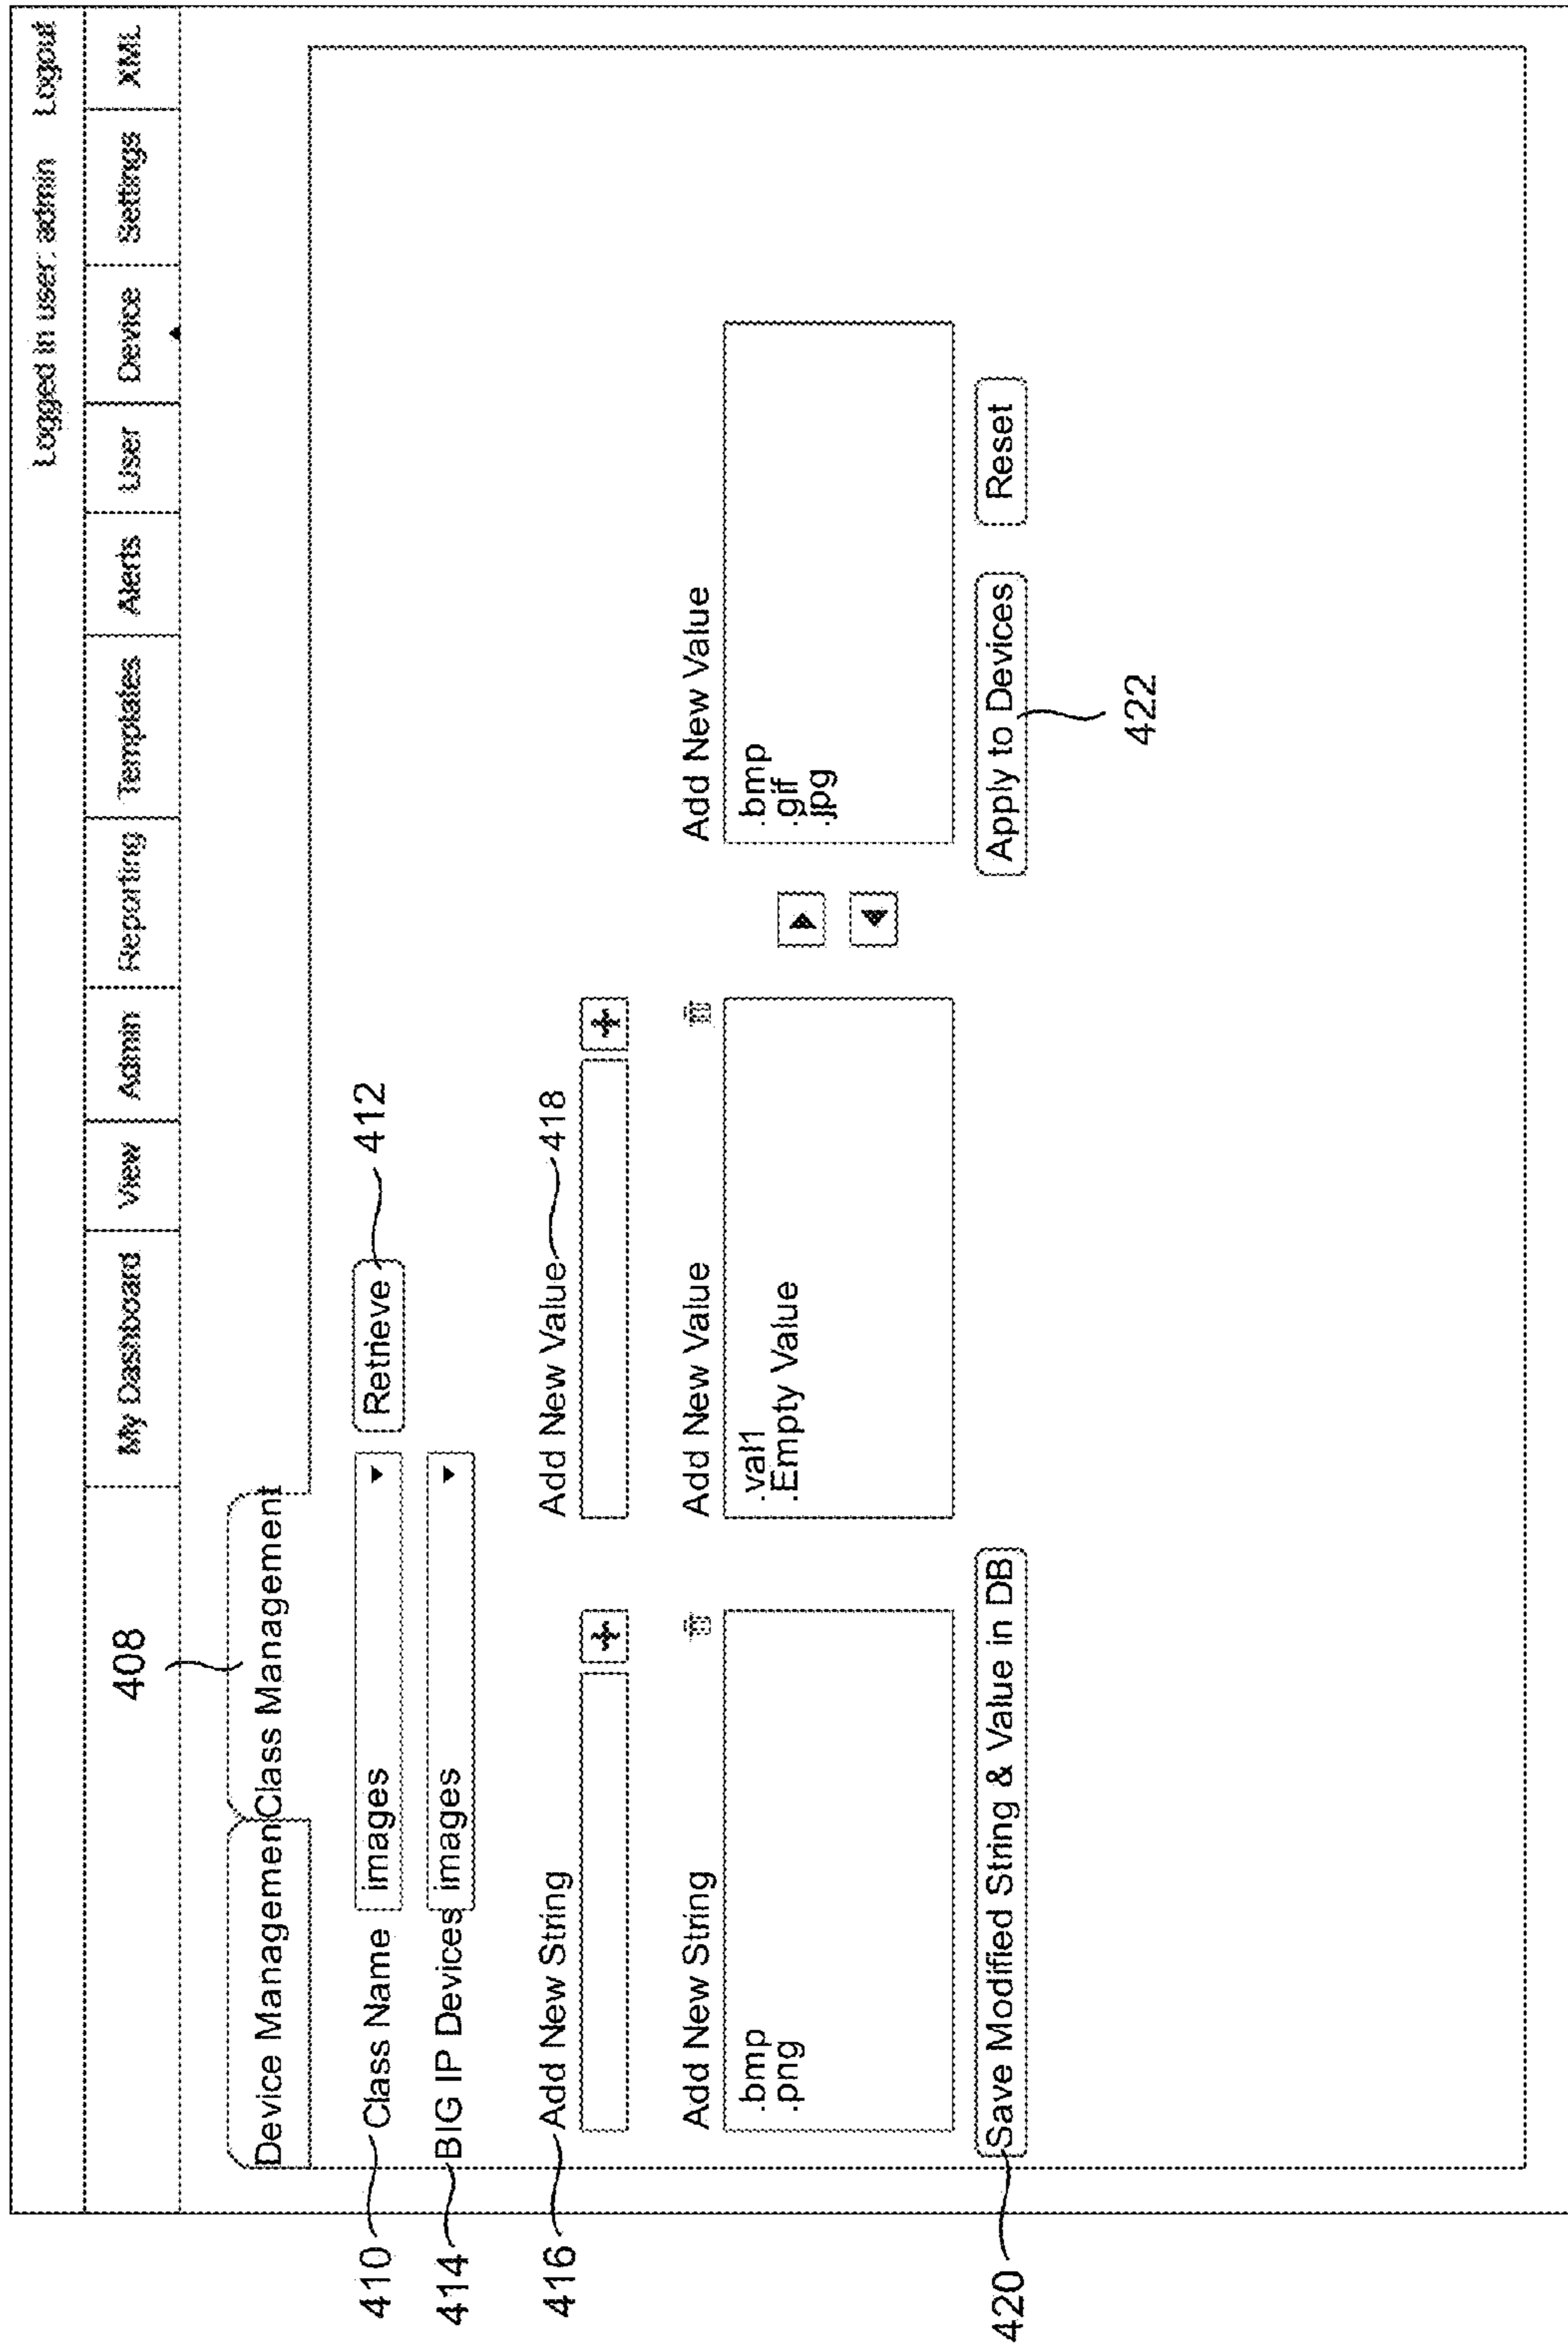 Logged in user: admin Logout
My Dashboard View Admin Reporting Templates Alerts User Device Settings XML
408
Device Management Class Management
410 Class Name images Retrieve 412
414 BIG IP Devices images
416 Add New String Add New Value 418
Add New String Add New Value Add New Value
.bmp .val1 .bmp
.png .Empty Value .gif
.jpg
420 Save Modified String & Value in DB Apply to Devices Reset
422